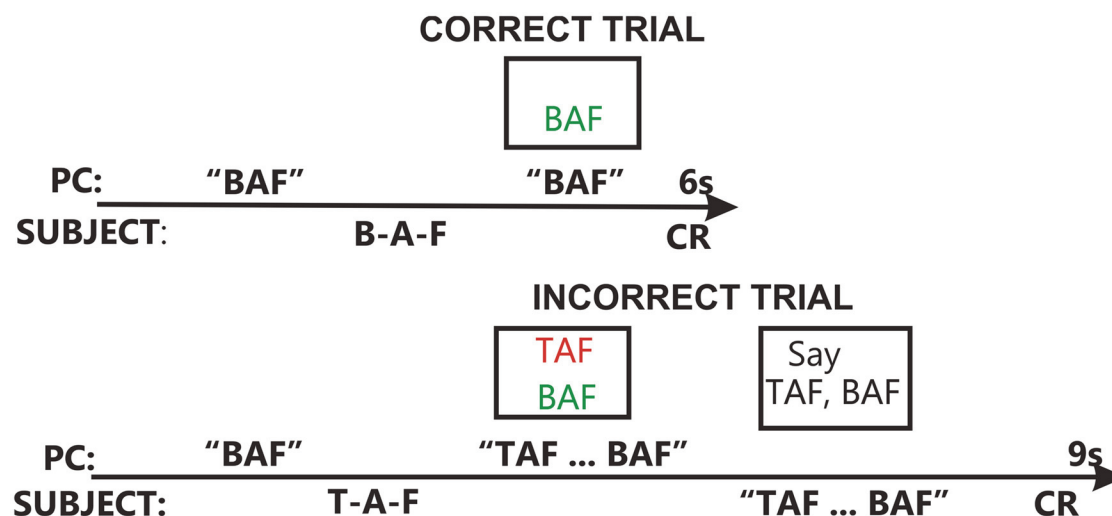 CORRECT TRIAL
BAF
PC: “BAF” “BAF” 6s
SUBJECT: B-A-F CR
INCORRECT TRIAL
TAF
BAF
Say
TAF, BAF
PC: “BAF” “TAF ... BAF” 9s
SUBJECT: T-A-F “TAF ... BAF” CR